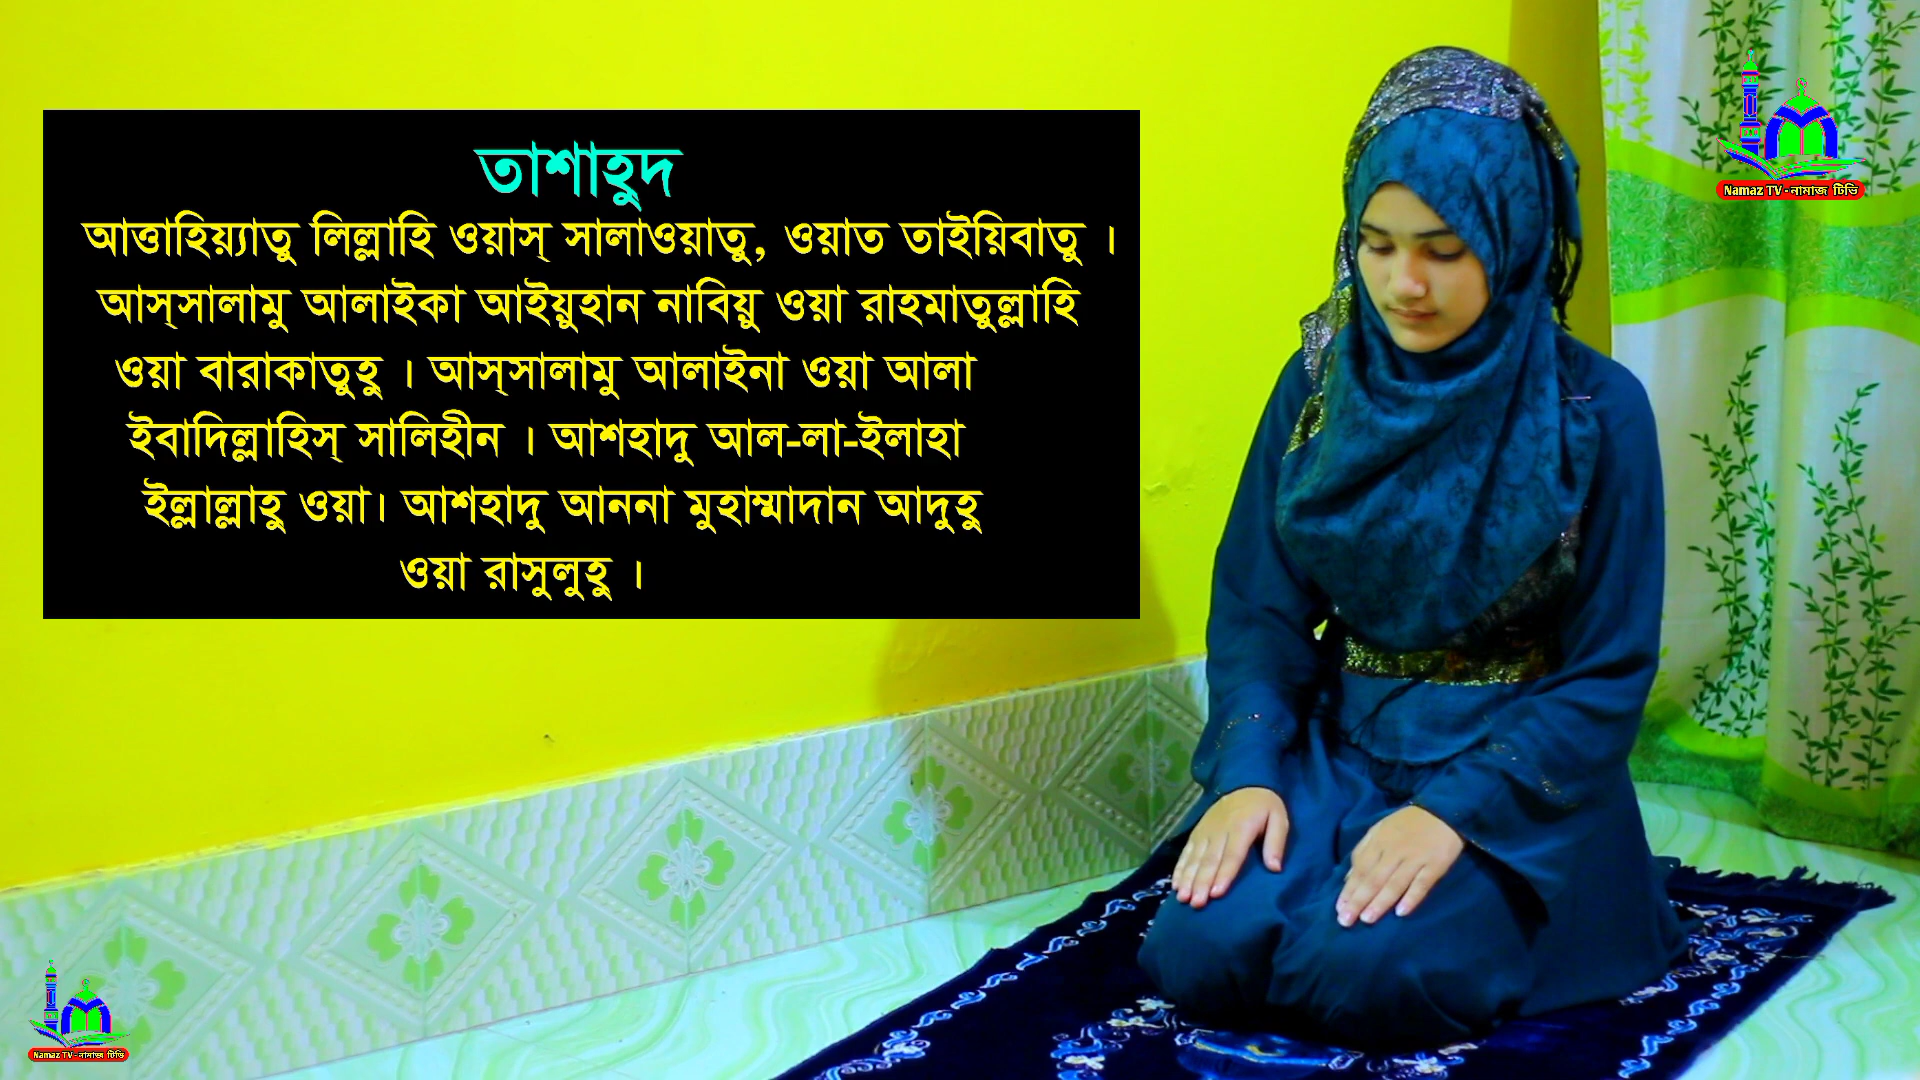 তাশাহুদ
আত্তাহিয়্যাতু লিল্লাহি ওয়াস্ সালাওয়াতু, ওয়াত তাইয়িবাতু ।
আস্‌সালামু আলাইকা আইয়ুহান নাবিয়ু ওয়া রাহমাতুল্লাহি
ওয়া বারাকাতুহু । আস্‌সালামু আলাইনা ওয়া আলা
ইবাদিল্লাহিস্ সালিহীন । আশহাদু আল-লা-ইলাহা
ইল্লাল্লাহু ওয়া। আশহাদু আননা মুহাম্মাদান আদুহু
ওয়া রাসুলুহু ।
Namaz TV - নামাজ টিভি
Namaz TV - নামাজ টিভি